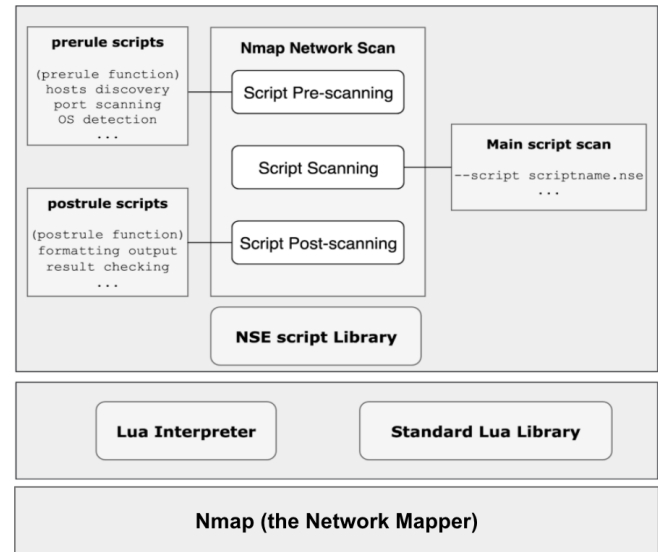 prerule scripts
(prerule function)
hosts discovery
port scanning
OS detection
...
Nmap Network Scan
Script Pre-scanning
Script Scanning
Script Post-scanning
Main script scan
--script scriptname.nse
...
postrule scripts
(postrule function)
formatting output
result checking
...
NSE script Library
Lua Interpreter
Standard Lua Library
Nmap (the Network Mapper)